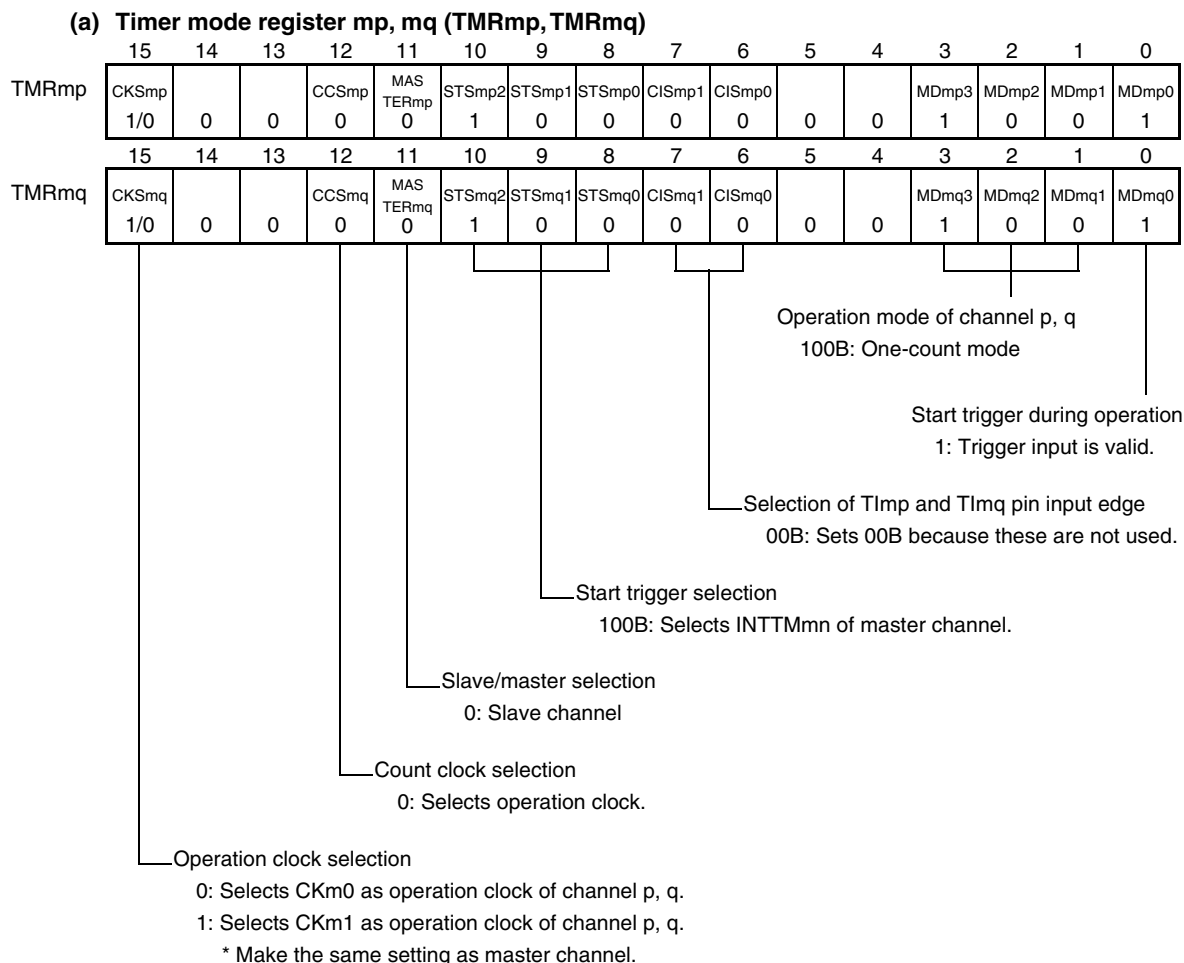 (a) Timer mode register mp, mq (TMRmp, TMRmq)
15 14 13 12 11 10 9 8 7 6 5 4 3 2 1 0
TMRmp CKSmp CCSmp MAS TERmp STSmp2 STSmp1 STSmp0 CISmp1 CISmp0 MDmp3 MDmp2 MDmp1 MDmp0
1/0 0 0 0 0 1 0 0 0 0 0 0 1 0 0 1
15 14 13 12 11 10 9 8 7 6 5 4 3 2 1 0
TMRmq CKSmq CCSmq MAS TERmq STSmq2 STSmq1 STSmq0 CISmq1 CISmq0 MDmq3 MDmq2 MDmq1 MDmq0
1/0 0 0 0 0 1 0 0 0 0 0 0 1 0 0 1
Operation mode of channel p, q
100B: One-count mode
Start trigger during operation
1: Trigger input is valid.
Selection of TImp and TImq pin input edge
00B: Sets 00B because these are not used.
Start trigger selection
100B: Selects INTTMmn of master channel.
Slave/master selection
0: Slave channel
Count clock selection
0: Selects operation clock.
Operation clock selection
0: Selects CKm0 as operation clock of channel p, q.
1: Selects CKm1 as operation clock of channel p, q.
* Make the same setting as master channel.